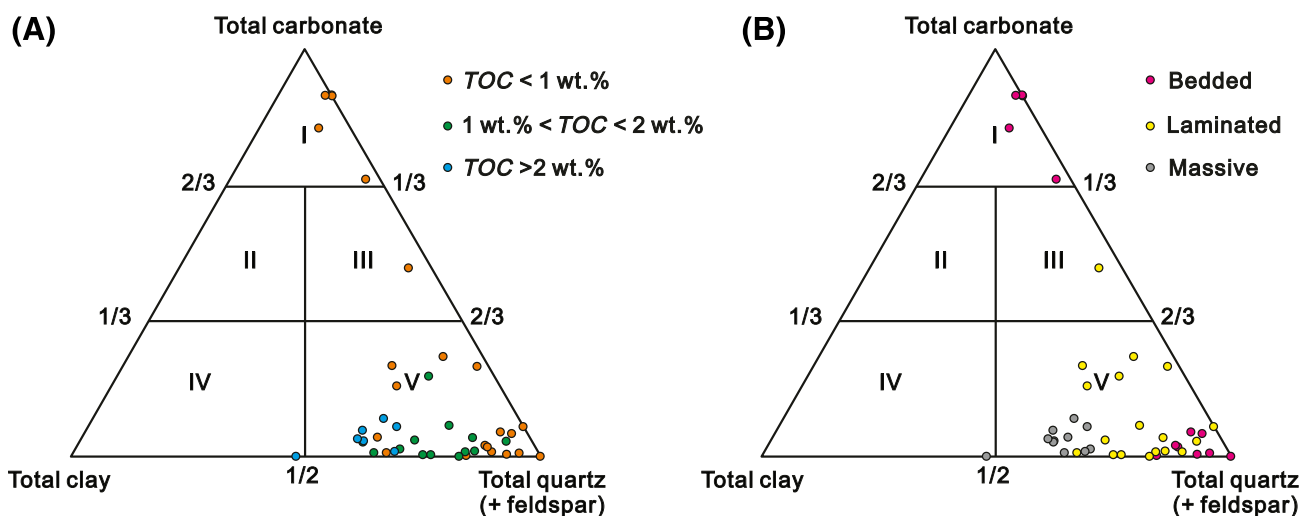 (A)
Total carbonate
TOC < 1 wt.%
1 wt.% < TOC < 2 wt.%
TOC >2 wt.%
I
2/3
1/3
II
III
1/3
2/3
IV
V
Total clay
1/2
Total quartz
(+ feldspar)
(B)
Total carbonate
Bedded
Laminated
Massive
I
2/3
1/3
II
III
1/3
2/3
IV
V
Total clay
1/2
Total quartz
(+ feldspar)